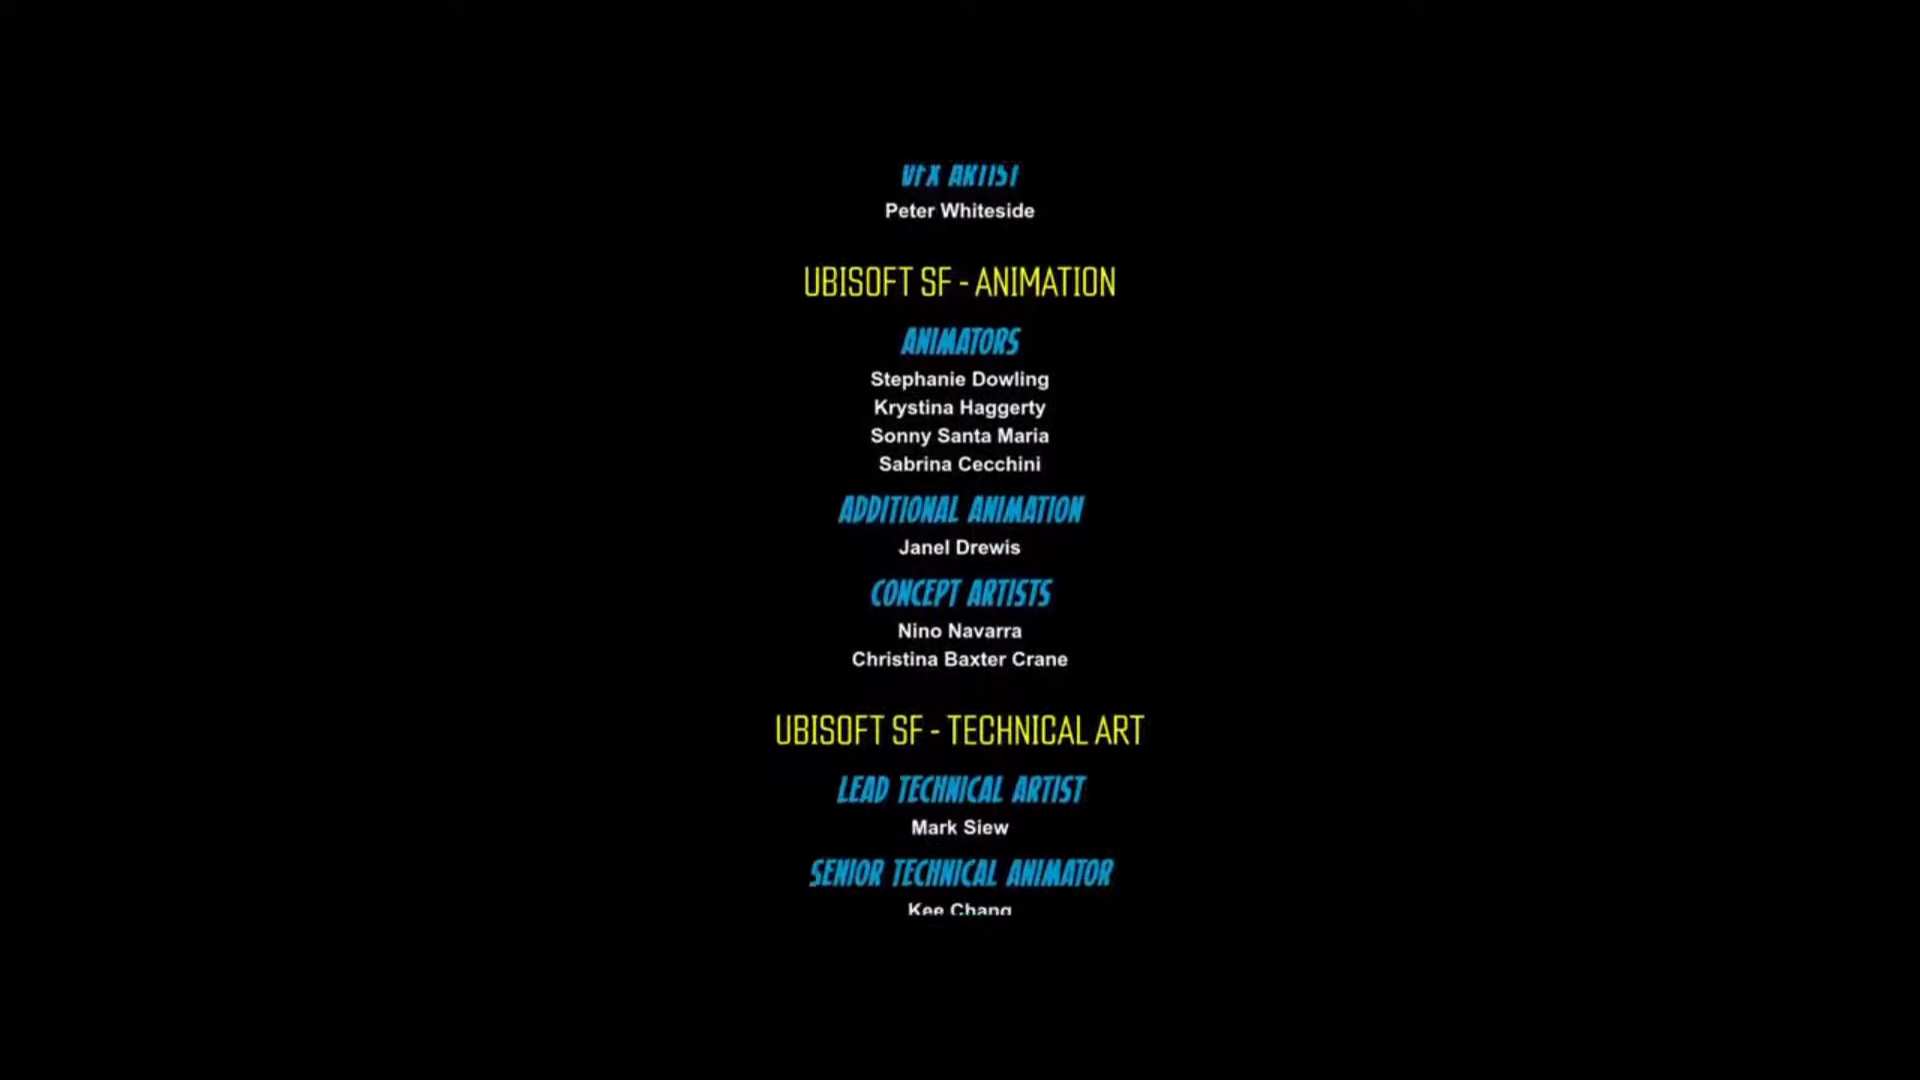 VFX ARTIST
Peter Whiteside
UBISOFT SF - ANIMATION
ANIMATORS
Stephanie Dowling
Krystina Haggerty
Sonny Santa Maria
Sabrina Cecchini
ADDITIONAL ANIMATION
Janel Drewis
CONCEPT ARTISTS
Nino Navarra
Christina Baxter Crane
UBISOFT SF - TECHNICAL ART
LEAD TECHNICAL ARTIST
Mark Siew
SENIOR TECHNICAL ANIMATOR
Kee Chang